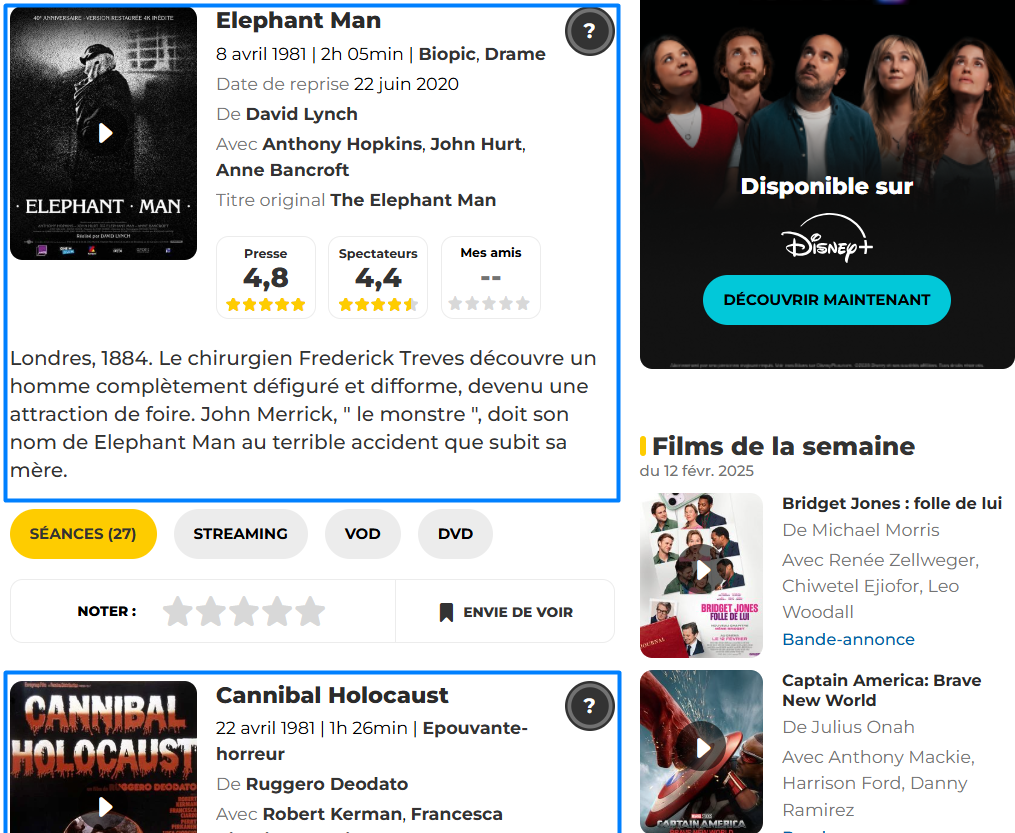 40e ANNIVERSAIRE - VERSION RESTAURÉE 4K INÉDITE
· ELEPHANT · MAN ·
Réalisé par DAVID LYNCH
Elephant Man
?
8 avril 1981 | 2h 05min | Biopic, Drame
Date de reprise 22 juin 2020
De David Lynch
Avec Anthony Hopkins, John Hurt,
Anne Bancroft
Titre original The Elephant Man
Presse
4,8
Spectateurs
4,4
Mes amis
--
Londres, 1884. Le chirurgien Frederick Treves découvre un
homme complètement défiguré et difforme, devenu une
attraction de foire. John Merrick, " le monstre ", doit son
nom de Elephant Man au terrible accident que subit sa
mère.
SÉANCES (27)
STREAMING
VOD
DVD
NOTER :
ENVIE DE VOIR
CANNIBAL
HOLOCAUST
RUGGERO DEODATO
Cannibal Holocaust
?
22 avril 1981 | 1h 26min | Epouvante-
horreur
De Ruggero Deodato
Avec Robert Kerman, Francesca
Disponible sur
Disney+
DÉCOUVRIR MAINTENANT
Films de la semaine
du 12 févr. 2025
BRIDGET JONES
FOLLE DE LUI
JOURNAL
Bridget Jones : folle de lui
De Michael Morris
Avec Renée Zellweger,
Chiwetel Ejiofor, Leo
Woodall
Bande-annonce
CAPTAIN AMERICA
Captain America: Brave
New World
De Julius Onah
Avec Anthony Mackie,
Harrison Ford, Danny
Ramirez